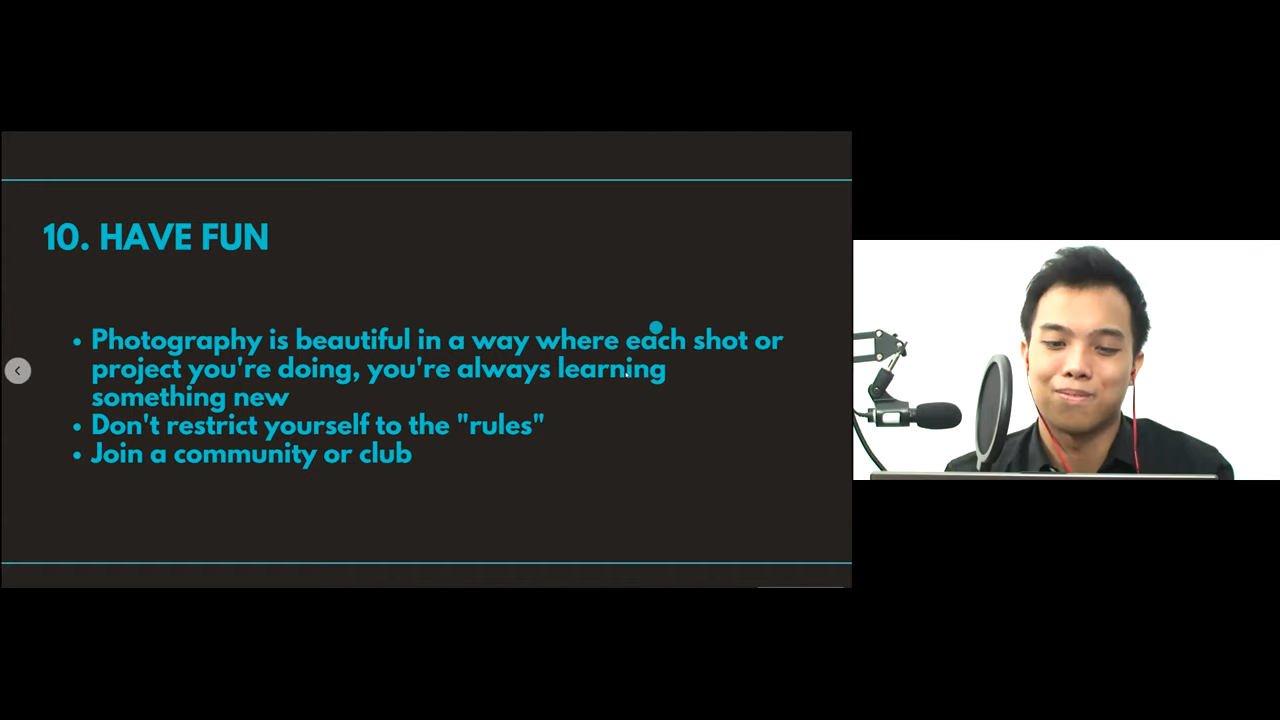 10. HAVE FUN
• Photography is beautiful in a way where each shot or
project you're doing, you're always learning
something new
• Don't restrict yourself to the "rules"
• Join a community or club